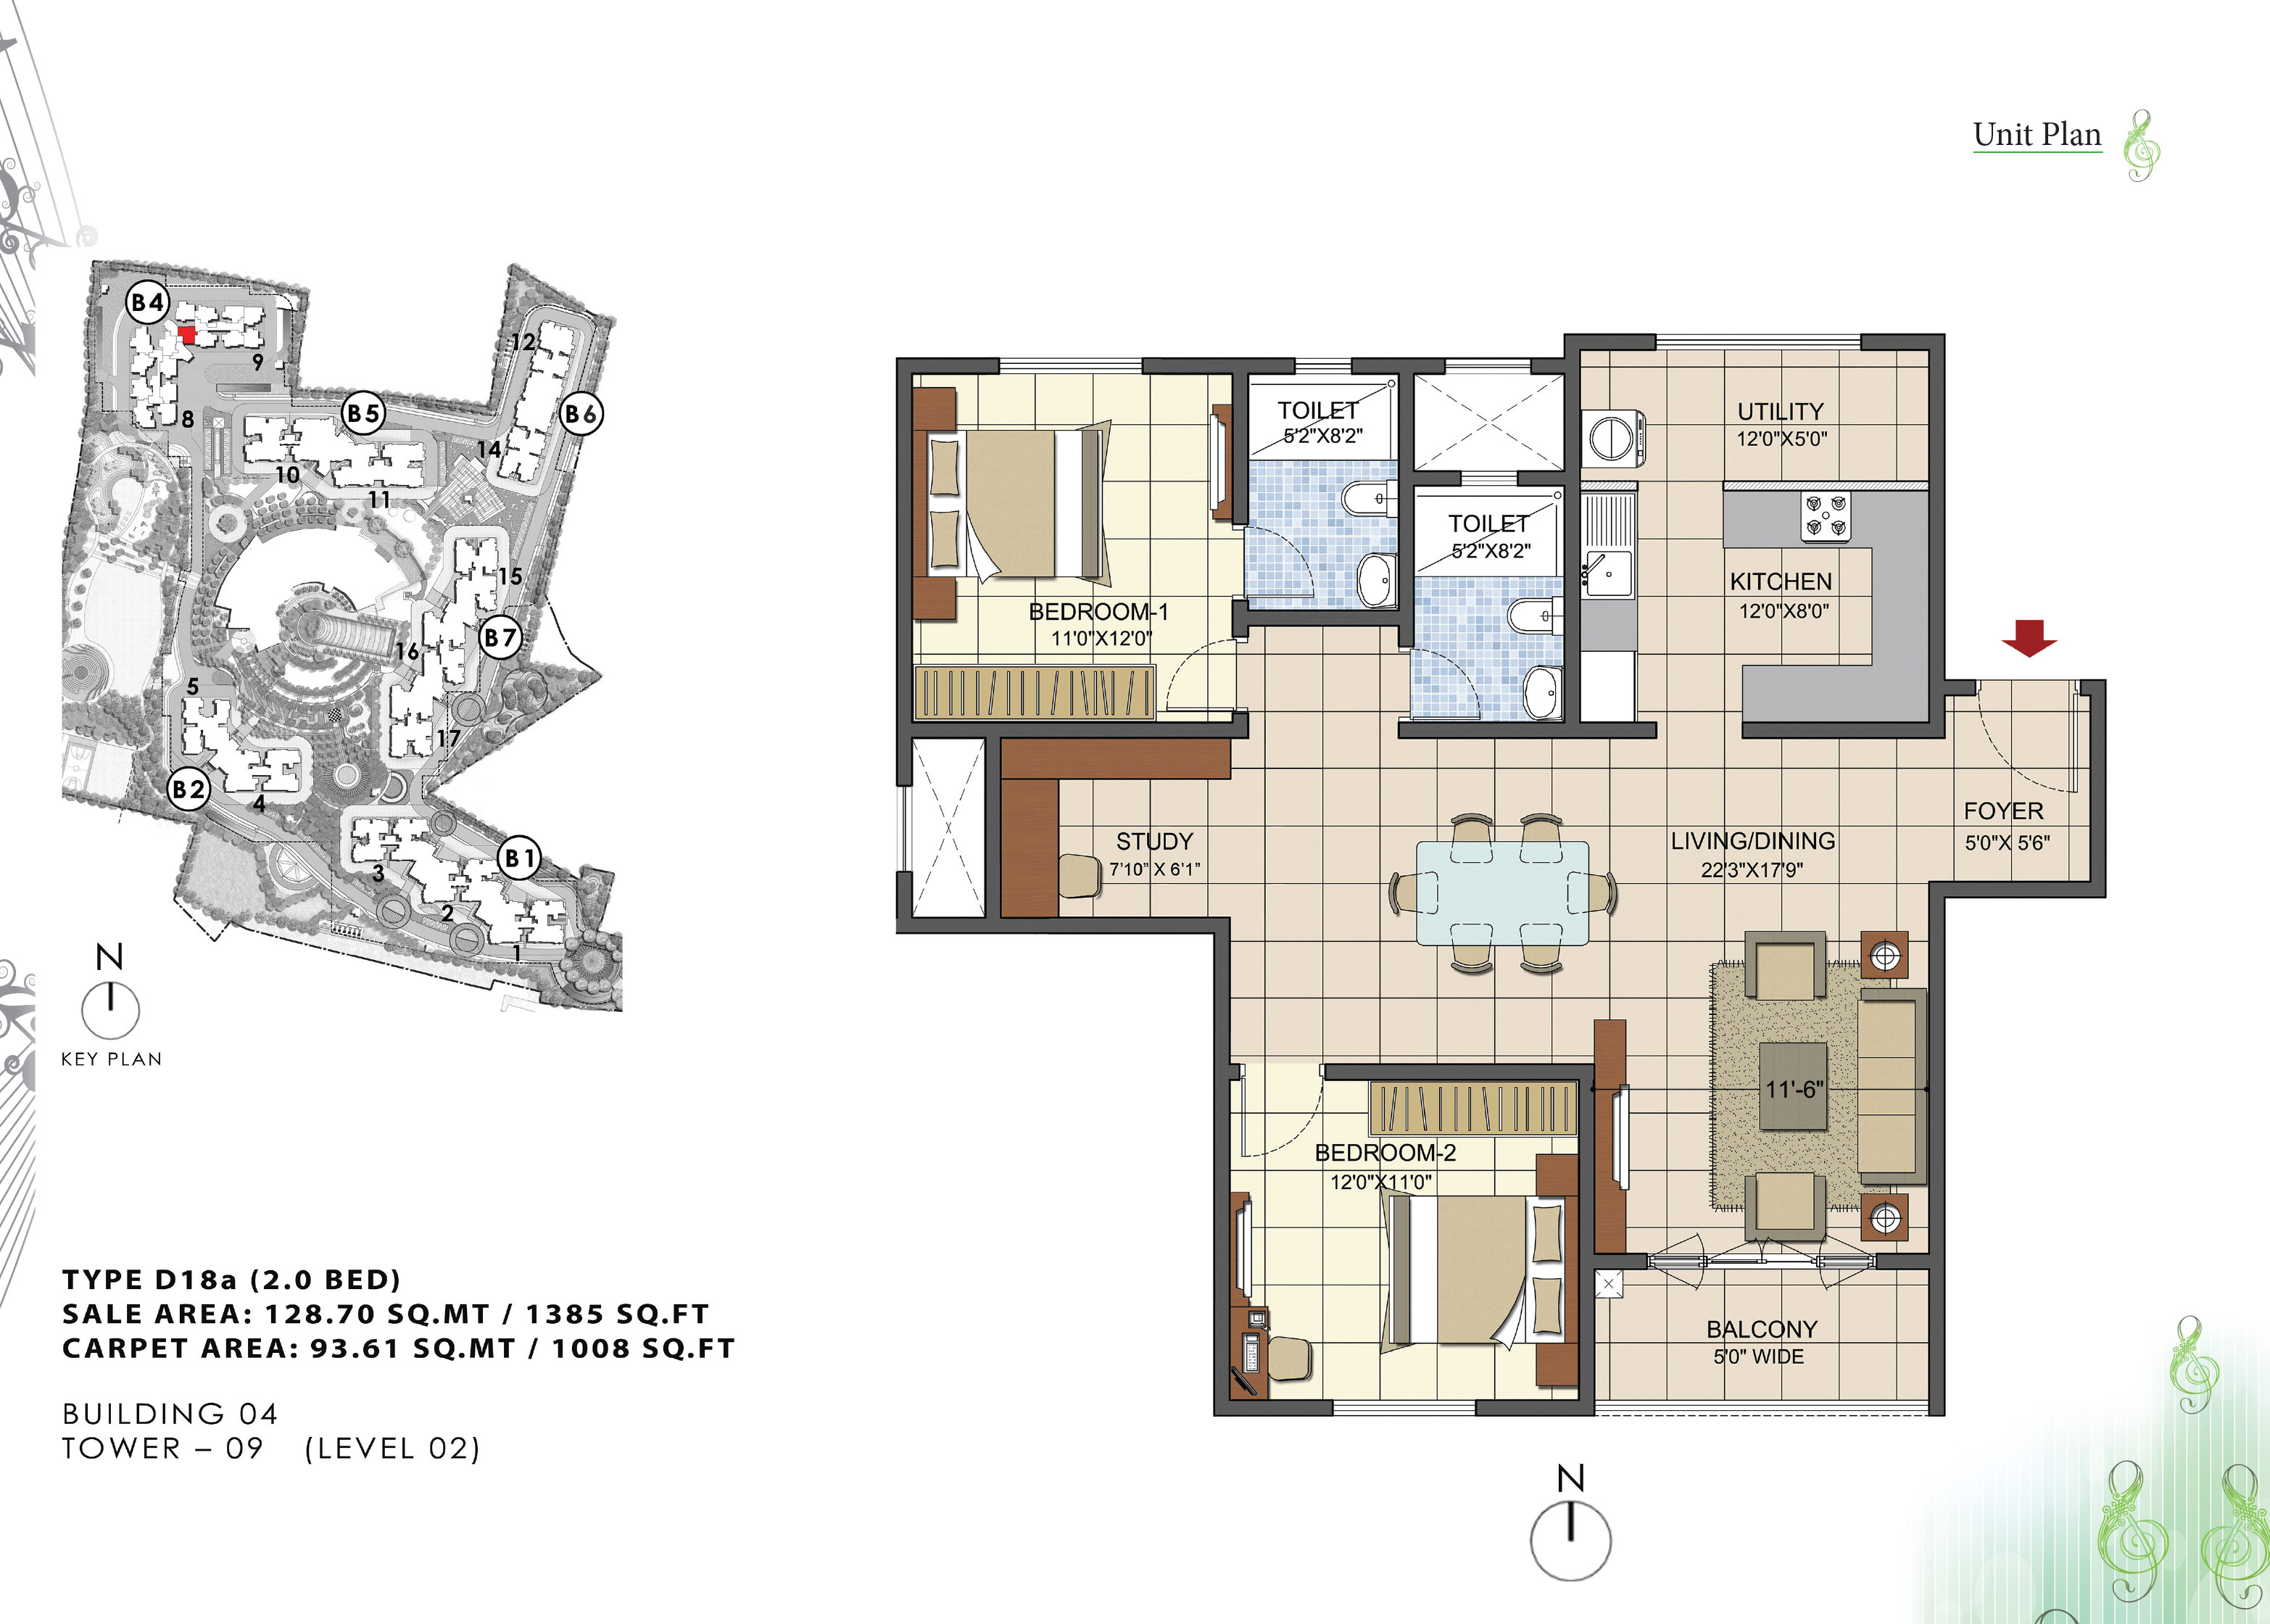 Unit Plan
B4
9
8
B5
10
11
12
B6
14
15
B7
16
17
5
B2
4
3
B1
2
1
N
KEY PLAN
TYPE D18a (2.0 BED)
SALE AREA: 128.70 SQ.MT / 1385 SQ.FT
CARPET AREA: 93.61 SQ.MT / 1008 SQ.FT
BUILDING 04
TOWER – 09 (LEVEL 02)
TOILET
5'2"X8'2"
UTILITY
12'0"X5'0"
TOILET
5'2"X8'2"
BEDROOM-1
11'0"X12'0"
KITCHEN
12'0"X8'0"
FOYER
5'0"X 5'6"
STUDY
7'10" X 6'1"
LIVING/DINING
22'3"X17'9"
11'-6"
BEDROOM-2
12'0"X11'0"
BALCONY
5'0" WIDE
N